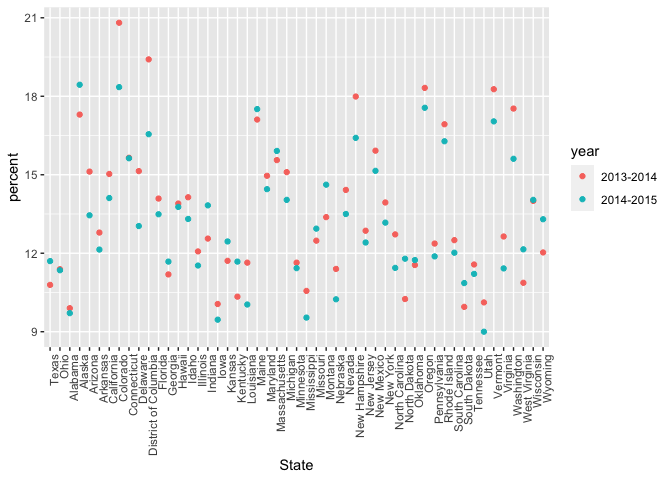 21
18
15
12
9
percent
Texas
Ohio
Alabama
Alaska
Arizona
Arkansas
California
Colorado
Connecticut
Delaware
District of Columbia
Florida
Georgia
Hawaii
Idaho
Illinois
Indiana
Iowa
Kansas
Kentucky
Louisiana
Maine
Maryland
Massachusetts
Michigan
Minnesota
Mississippi
Missouri
Montana
Nebraska
Nevada
New Hampshire
New Jersey
New Mexico
New York
North Carolina
North Dakota
Oklahoma
Oregon
Pennsylvania
Rhode Island
South Carolina
South Dakota
Tennessee
Utah
Vermont
Virginia
Washington
West Virginia
Wisconsin
Wyoming
State
year
2013-2014
2014-2015